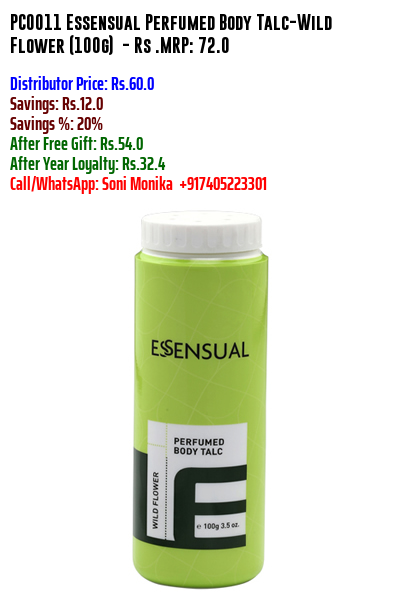 PC0011 Essensual Perfumed Body Talc-Wild
Flower (100g) - Rs .MRP: 72.0
Distributor Price: Rs.60.0
Savings: Rs.12.0
Savings %: 20%
After Free Gift: Rs.54.0
After Year Loyalty: Rs.32.4
Call/WhatsApp: Soni Monika +917405223301
ESSENSUAL
PERFUMED
BODY TALC
WILD FLOWER
e 100g 3.5 oz.